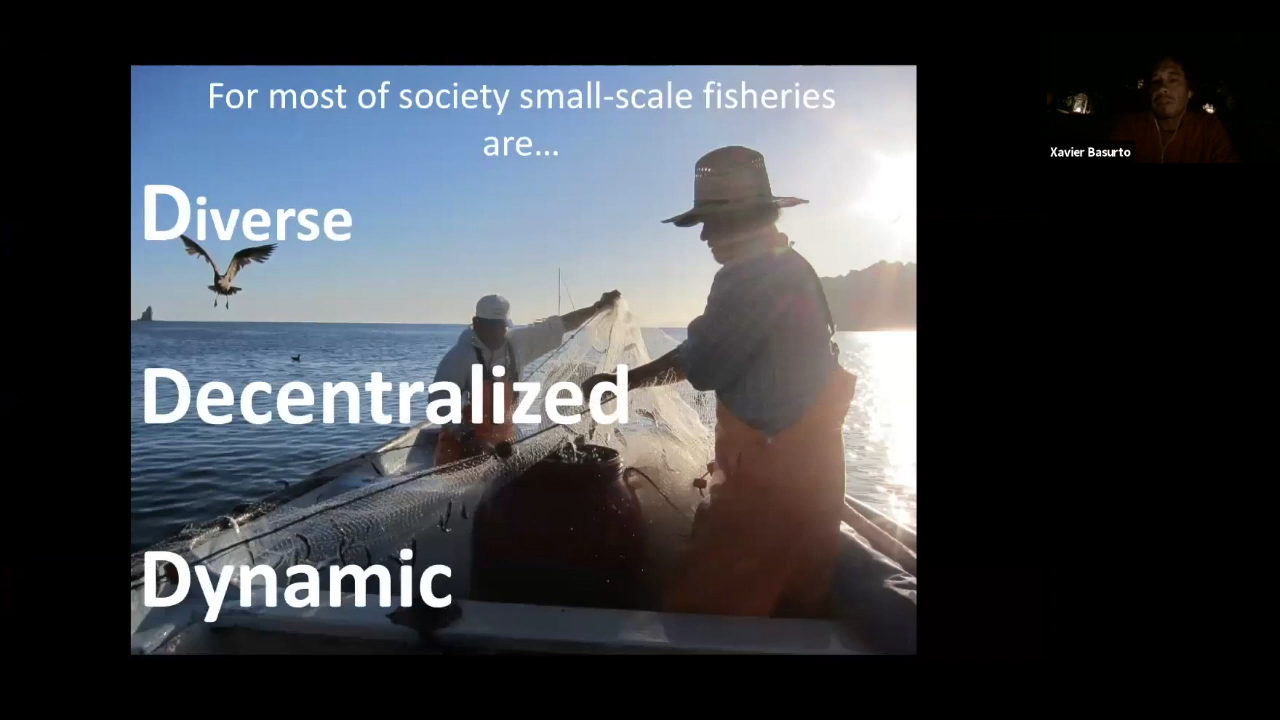 For most of society small-scale fisheries
are...
Diverse
Decentralized
Dynamic
Xavier Basurto